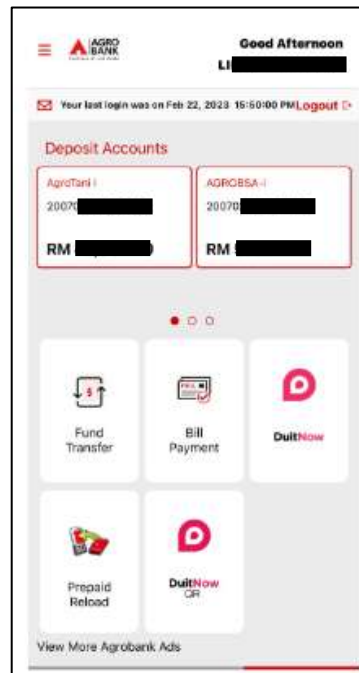 AGRO
BANK
Good Afternoon
LI
Your last login was on Feb 22, 2023 15:50:00 PM Logout
Deposit Accounts
AgroTani-i
AGROBSA-i
20070
20070
RM
RM
Fund
Transfer
Bill
Payment
DuitNow
Prepaid
Reload
DuitNow
QR
View More Agrobank Ads